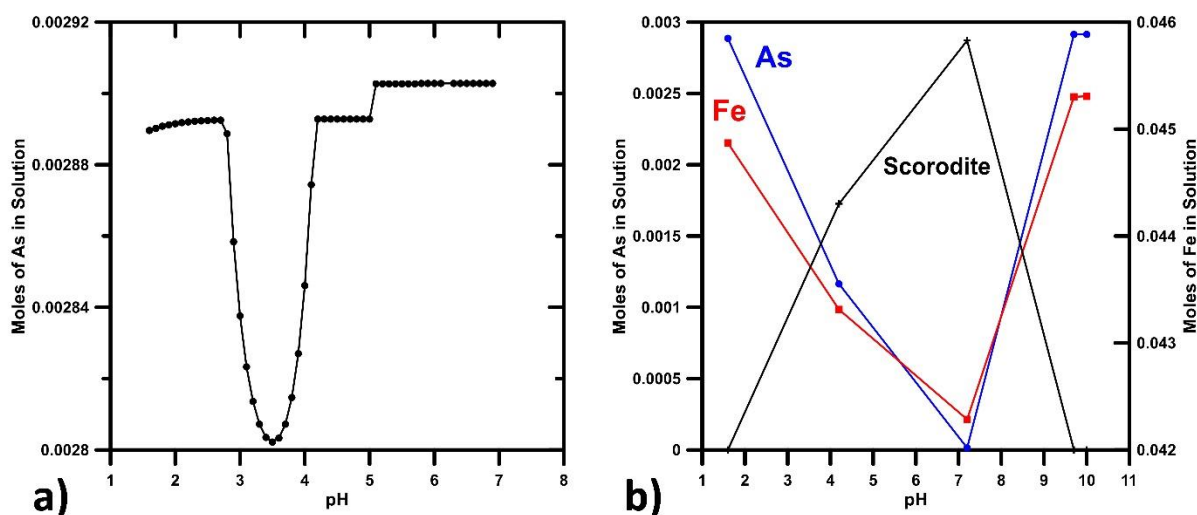 0.00292
0.00288
0.00284
0.0028
Moles of As in Solution
1 2 3 4 5 6 7 8
pH
a)
0.003
0.0025
0.002
0.0015
0.001
0.0005
0
Moles of As in Solution
As
Fe
Scorodite
0.046
0.045
0.044
0.043
0.042
Moles of Fe in Solution
1 2 3 4 5 6 7 8 9 10 11
pH
b)